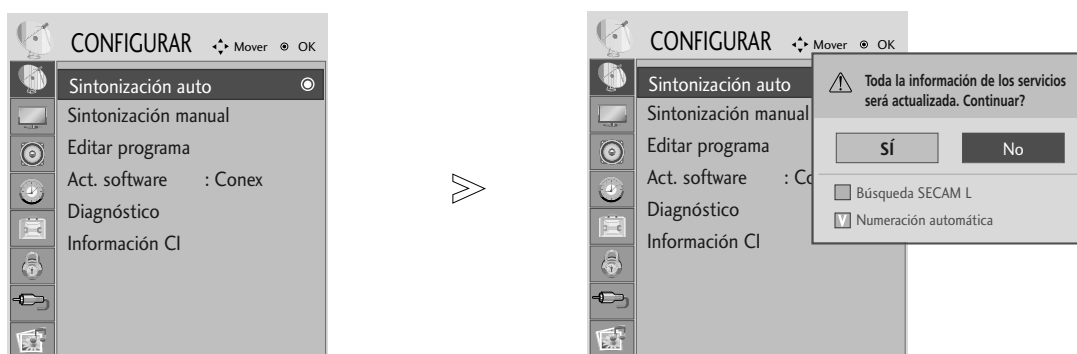 CONFIGURAR Mover OK
Sintonización auto
Sintonización manual
Editar programa
Act. software : Conex
Diagnóstico
Información CI
CONFIGURAR Mover OK
Sintonización auto
Sintonización manual
Editar programa
Act. software : Co
Diagnóstico
Información CI
Toda la información de los servicios
será actualizada. Continuar?
SÍ No
Búsqueda SECAM L
V Numeración automática